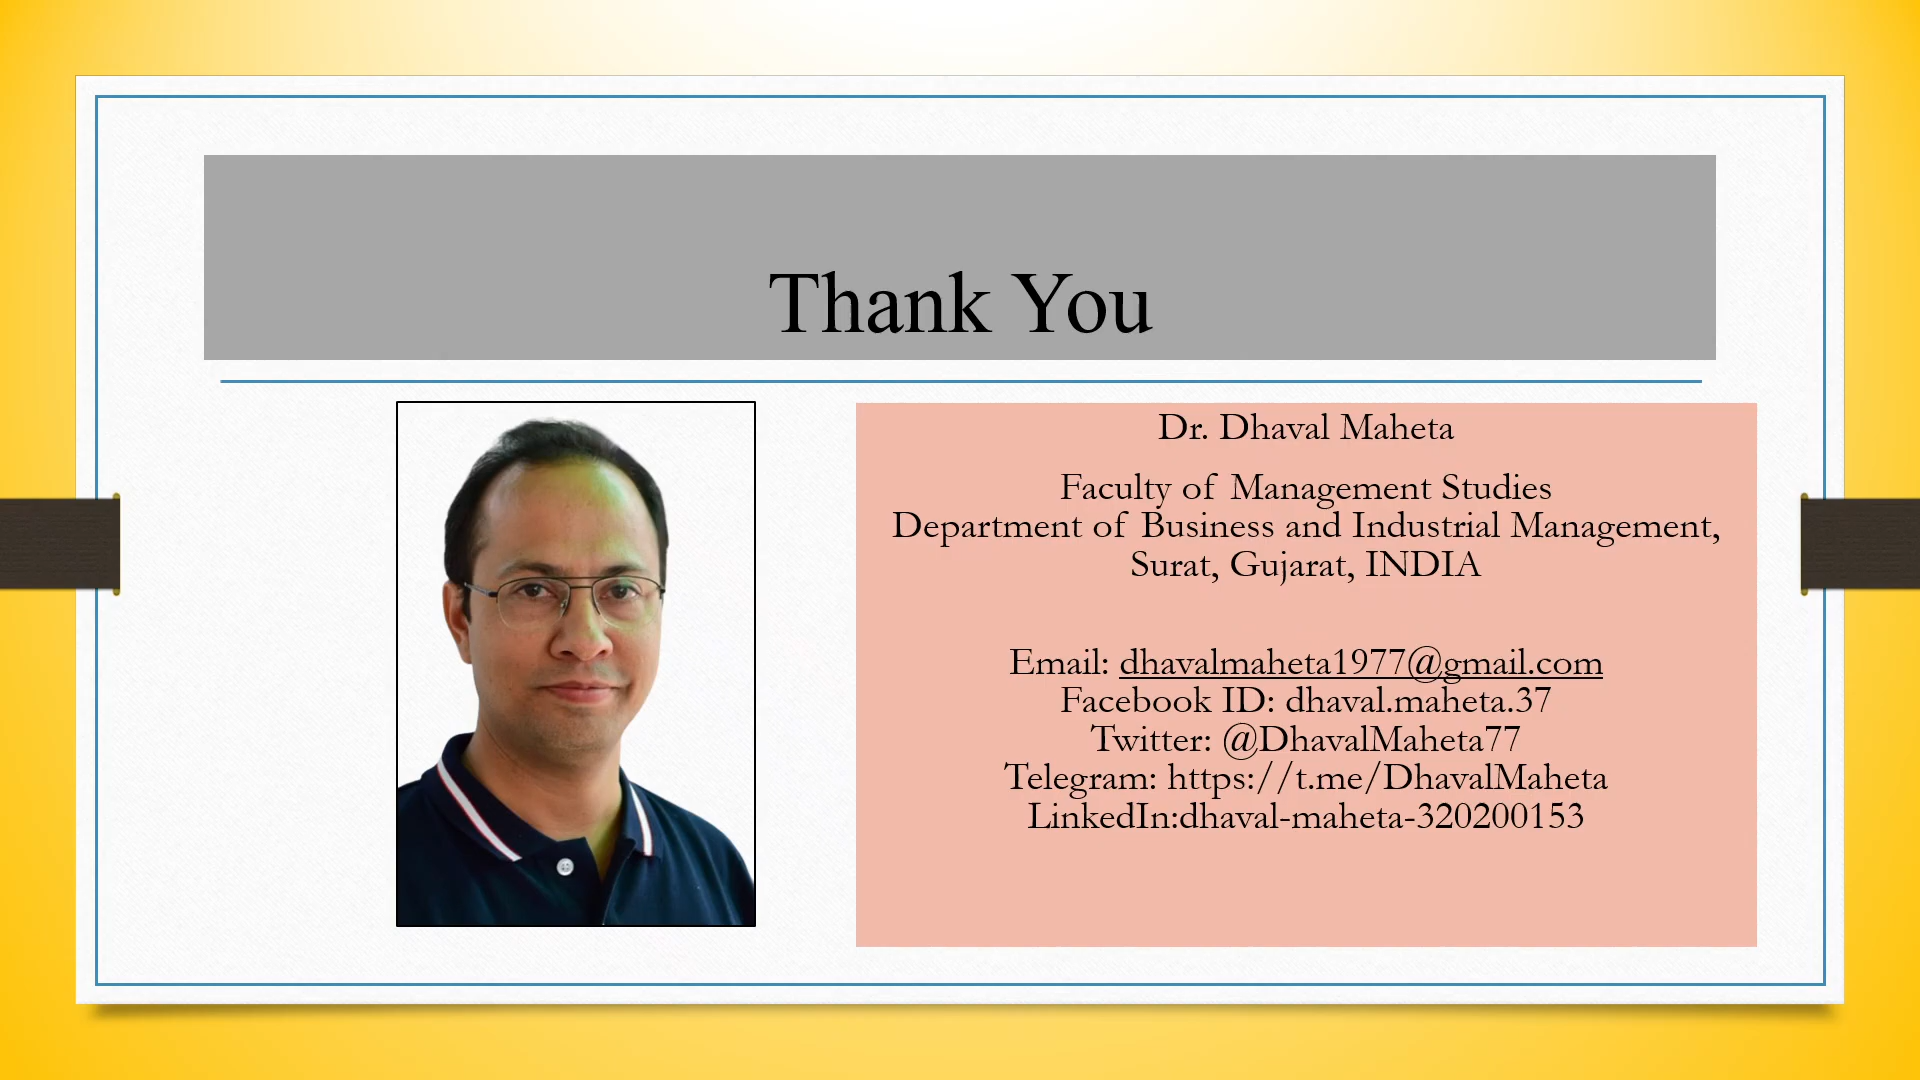 Thank You
Dr. Dhaval Maheta
Faculty of Management Studies
Department of Business and Industrial Management,
Surat, Gujarat, INDIA
Email: dhavalmaheta1977@gmail.com
Facebook ID: dhaval.maheta.37
Twitter: @DhavalMaheta77
Telegram: https://t.me/DhavalMaheta
LinkedIn:dhaval-maheta-320200153